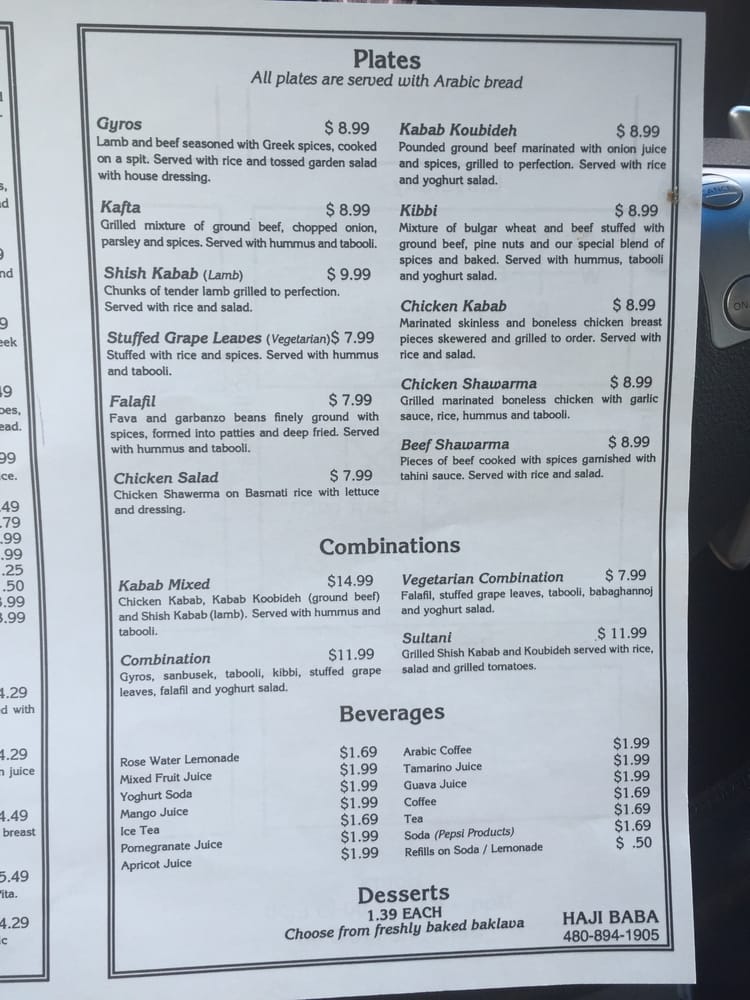 Plates
All plates are served with Arabic bread
Gyros $ 8.99
Lamb and beef seasoned with Greek spices, cooked
on a spit. Served with rice and tossed garden salad
with house dressing.
Kafta $ 8.99
Grilled mixture of ground beef, chopped onion,
parsley and spices. Served with hummus and tabooli.
Shish Kabab (Lamb) $ 9.99
Chunks of tender lamb grilled to perfection.
Served with rice and salad.
Stuffed Grape Leaves (Vegetarian)$ 7.99
Stuffed with rice and spices. Served with hummus
and tabooli.
Falafil $ 7.99
Fava and garbanzo beans finely ground with
spices, formed into patties and deep fried. Served
with hummus and tabooli.
Chicken Salad $ 7.99
Chicken Shawerma on Basmati rice with lettuce
and dressing.
Kabab Koubideh $ 8.99
Pounded ground beef marinated with onion juice
and spices, grilled to perfection. Served with rice
and yoghurt salad.
Kibbi $ 8.99
Mixture of bulgar wheat and beef stuffed with
ground beef, pine nuts and our special blend of
spices and baked. Served with hummus, tabooli
and yoghurt salad.
Chicken Kabab $ 8.99
Marinated skinless and boneless chicken breast
pieces skewered and grilled to order. Served with
rice and salad.
Chicken Shawarma $ 8.99
Grilled marinated boneless chicken with garlic
sauce, rice, hummus and tabooli.
Beef Shawarma $ 8.99
Pieces of beef cooked with spices garnished with
tahini sauce. Served with rice and salad.
Combinations
Kabab Mixed $14.99
Chicken Kabab, Kabab Koobideh (ground beef)
and Shish Kabab (lamb). Served with hummus and
tabooli.
Combination $11.99
Gyros, sanbusek, tabooli, kibbi, stuffed grape
leaves, falafil and yoghurt salad.
Vegetarian Combination $ 7.99
Falafil, stuffed grape leaves, tabooli, babaghannoj
and yoghurt salad.
Sultani $ 11.99
Grilled Shish Kabab and Koubideh served with rice,
salad and grilled tomatoes.
Beverages
Rose Water Lemonade $1.69
Mixed Fruit Juice $1.99
Yoghurt Soda $1.99
Mango Juice $1.99
Ice Tea $1.69
Pomegranate Juice $1.99
Apricot Juice $1.99
Arabic Coffee $1.99
Tamarino Juice $1.99
Guava Juice $1.99
Coffee $1.69
Tea $1.69
Soda (Pepsi Products) $1.69
Refills on Soda / Lemonade $ .50
Desserts
1.39 EACH
Choose from freshly baked baklava
HAJI BABA
480-894-1905